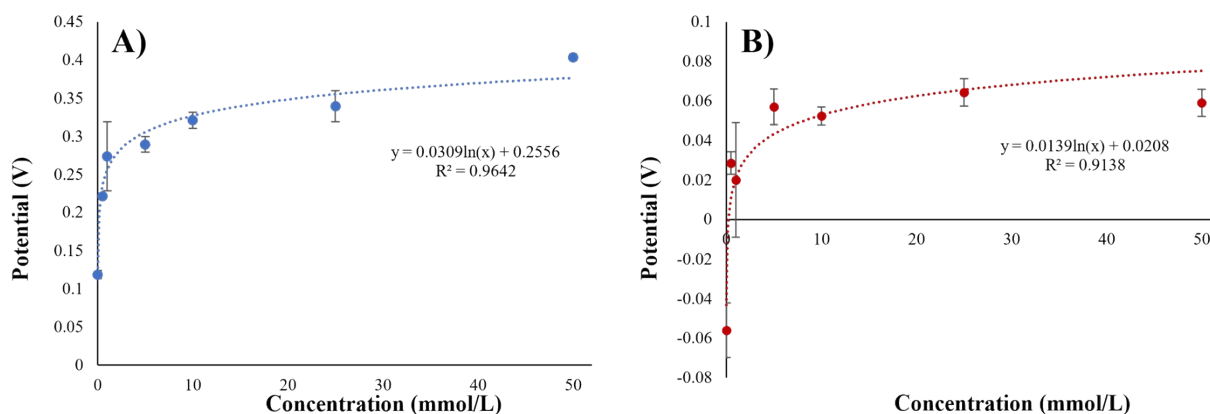 A)
0.45
0.4
0.35
0.3
0.25
0.2
0.15
0.1
0.05
0
Potential (V)
y = 0.0309ln(x) + 0.2556
R² = 0.9642
0 10 20 30 40 50
Concentration (mmol/L)
B)
0.1
0.08
0.06
0.04
0.02
0
-0.02
-0.04
-0.06
-0.08
Potential (V)
y = 0.0139ln(x) + 0.0208
R² = 0.9138
0 10 20 30 40 50
Concentration (mmol/L)